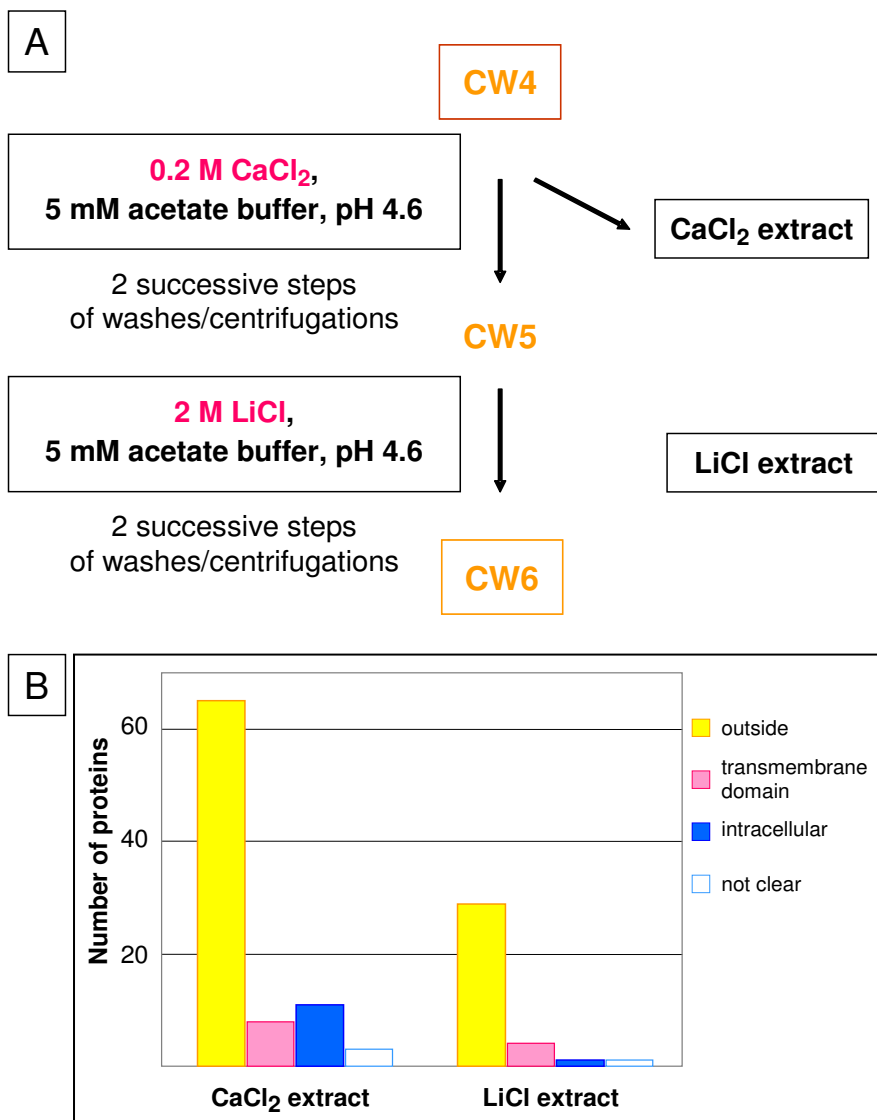 A
CW4
0.2 M CaCl₂,
5 mM acetate buffer, pH 4.6
CaCl₂ extract
2 successive steps
of washes/centrifugations
CW5
2 M LiCl,
5 mM acetate buffer, pH 4.6
LiCl extract
2 successive steps
of washes/centrifugations
CW6
B
Number of proteins
60
40
20
outside
transmembrane
domain
intracellular
not clear
CaCl₂ extract
LiCl extract